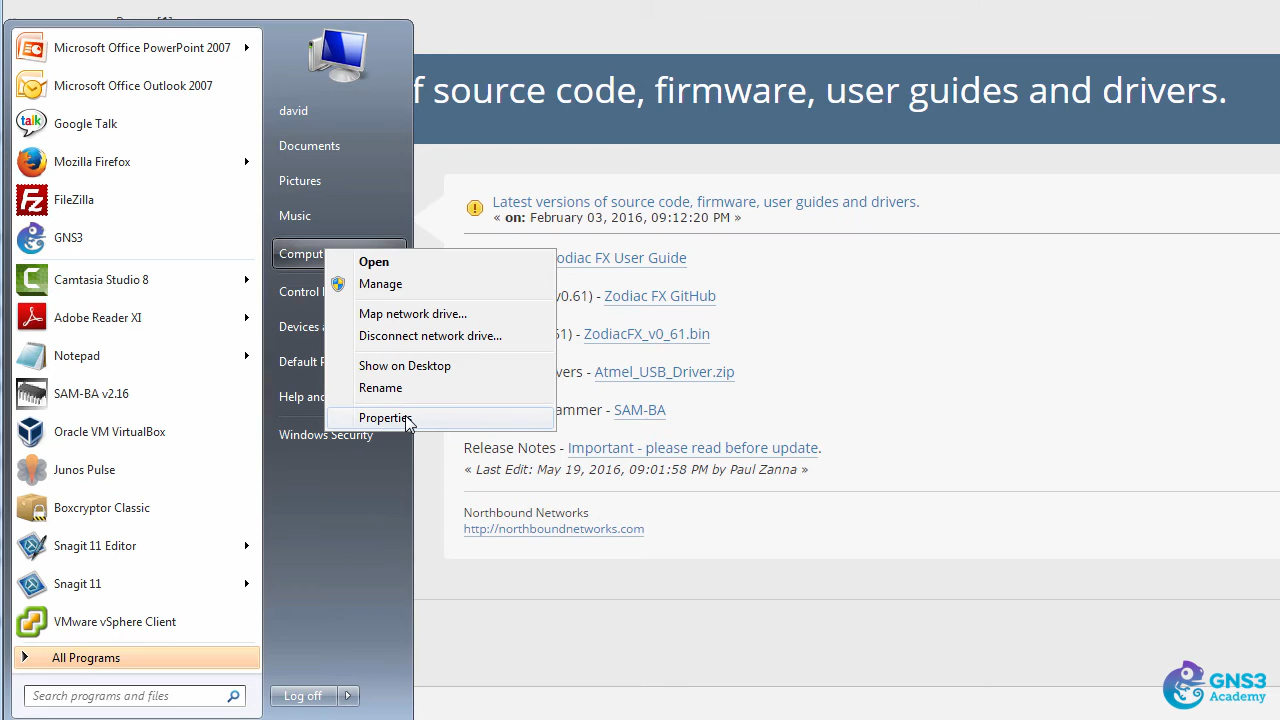 Microsoft Office PowerPoint 2007
Microsoft Office Outlook 2007
Google Talk
Mozilla Firefox
FileZilla
GNS3
Camtasia Studio 8
Adobe Reader XI
Notepad
SAM-BA v2.16
Oracle VM VirtualBox
Junos Pulse
Boxcryptor Classic
Snagit 11 Editor
Snagit 11
VMware vSphere Client
All Programs
Search programs and files
david
Documents
Pictures
Music
Comput
Control
Devices a
Default P
Help and
Windows Security
Log off
Open
Manage
Map network drive...
Disconnect network drive...
Show on Desktop
Rename
Properties
f source code, firmware, user guides and drivers.
Latest versions of source code, firmware, user guides and drivers.
« on: February 03, 2016, 09:12:20 PM »
odiac FX User Guide
v0.61) - Zodiac FX GitHub
61) - ZodiacFX_v0_61.bin
vers - Atmel_USB_Driver.zip
ammer - SAM-BA
Release Notes - Important - please read before update.
« Last Edit: May 19, 2016, 09:01:58 PM by Paul Zanna »
Northbound Networks
http://northboundnetworks.com
GNS3
Academy